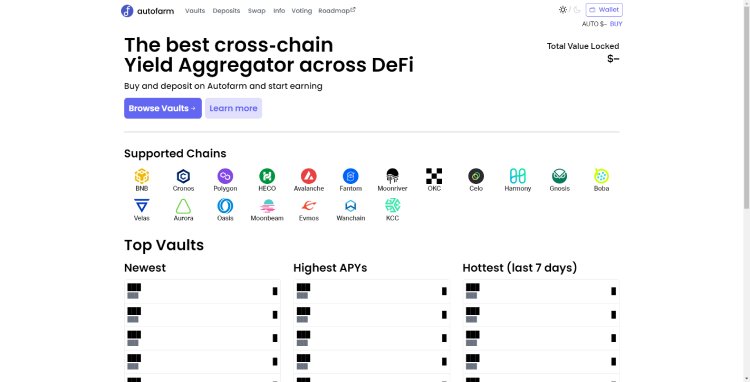 autofarm
Vaults Deposits Swap Info Voting Roadmap
Wallet
AUTO $– BUY
The best cross-chain
Yield Aggregator across DeFi
Total Value Locked
$–
Buy and deposit on Autofarm and start earning
Browse Vaults →
Learn more
Supported Chains
BNB Cronos Polygon HECO Avalanche Fantom Moonriver OKC Celo Harmony Gnosis Boba
Velas Aurora Oasis Moonbeam Evmos Wanchain KCC
Top Vaults
Newest Highest APYs Hottest (last 7 days)